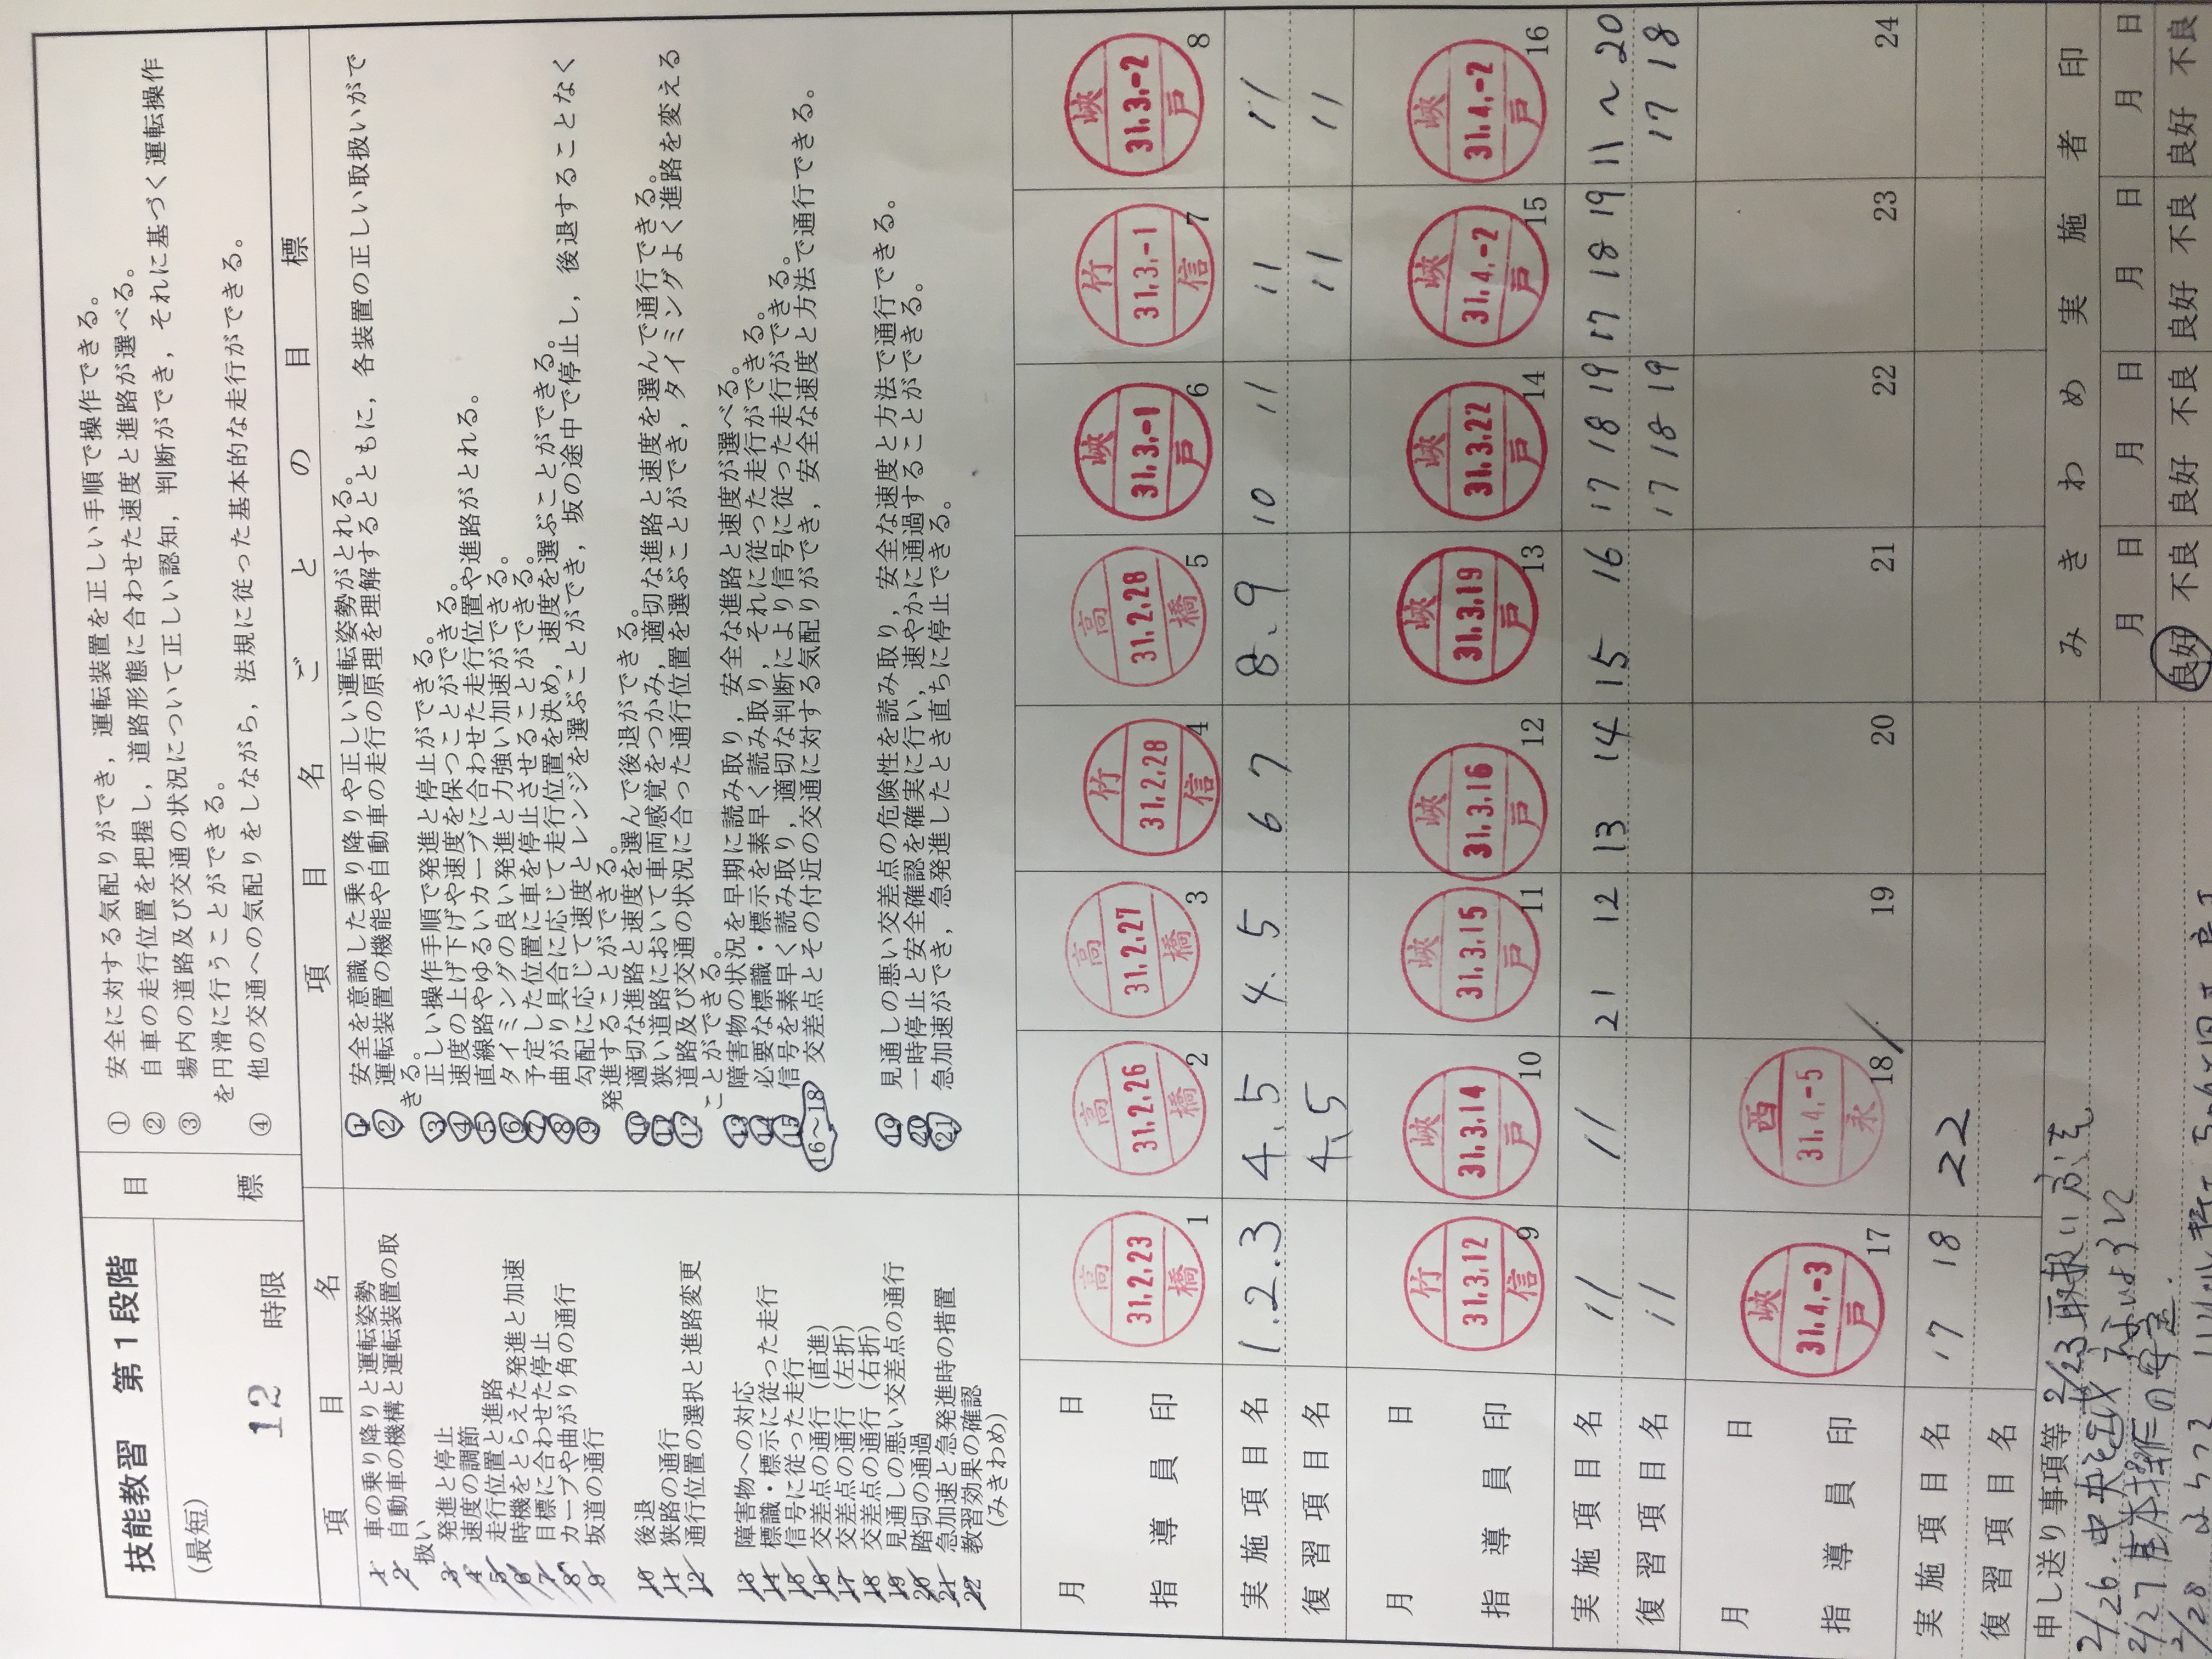 技能教習　第１段階
(最短)
12 時限
目標
① 安全に対する気配りができ，運転装置を正しい手順で操作できる。
② 自車の走行位置を把握し，道路形態に合わせた速度と進路が選べる。
③ 場内の道路及び交通の状況について正しい認知，判断ができ，それに基づく運転操作
を円滑に行うことができる。
④ 他の交通への気配りをしながら，法規に従った基本的な走行ができる。
項目名
1 車の乗り降りと運転姿勢
2 自動車の機構と運転装置の取
扱い
3 発進と停止
4 速度の調節
5 走行位置と進路
6 時機をとらえた発進と加速
7 目標に合わせた停止
8 カーブや曲がり角の通行
9 坂道の通行
10 後退
11 狭路の通行
12 通行位置の選択と進路変更
13 障害物への対応
14 標識・標示に従った走行
15 信号に従った走行
16 交差点の通行（直進）
17 交差点の通行（左折）
18 交差点の通行（右折）
19 見通しの悪い交差点の通行
20 踏切の通過
21 急加速と急発進時の措置
22 教習効果の確認
（みきわめ）
項目名ごとの目標
1 安全を意識した乗り降りや正しい運転姿勢がとれる。
2 運転装置の機能や自動車の走行の原理を理解するとともに，各装置の正しい取扱いがで
きる。
3 正しい操作手順で発進と停止ができる。
4 速度の上げ下げや速度を保つことができる。
5 直線路やゆるいカーブに合わせた走行位置や進路がとれる。
6 タイミングの良い発進と力強い加速ができる。
7 予定した位置に車を停止させることができる。
8 曲がり具合に応じて走行位置を決め，速度を選ぶことができる。
9 勾配に応じて速度とレンジを選ぶことができ，坂の途中で停止し，後退することなく
発進することができる。
10 適切な進路と速度を選んで後退ができる。
11 狭い道路において車両感覚をつかみ，適切な進路と速度を選んで通行できる。
12 道路及び交通の状況に合った通行位置を選ぶことができ，タイミングよく進路を変える
ことができる。
13 障害物の状況を早期に読み取り，安全な進路と速度が選べる。
14 必要な標識・標示を素早く読み取り，それに従った走行ができる。
15 信号を素早く読み取り，適切な判断により信号に従った走行ができる。
16～18 交差点とその付近の交通に対する気配りができ，安全な速度と方法で通行できる。
19 見通しの悪い交差点の危険性を読み取り，安全な速度と方法で通行できる。
20 一時停止と安全確認を確実に行い，速やかに通過することができる。
21 急加速ができ，急発進したとき直ちに停止できる。
月　日
指導員印
高 31.2.23 橋 1
高 31.2.26 橋 2
高 31.2.27 橋 3
竹 31.2.28 信 4
高 31.2.28 橋 5
峽 31.3.-1 戸 6
竹 31.3.-1 信 7
峽 31.3.-2 戸 8
実施項目名 1.2.3 4.5 4.5 6 7 8.9 10 11 11 11
復習項目名 4.5 11 11
月　日
指導員印
竹 31.3.12 信 9
峽 31.3.14 戸 10
峽 31.3.15 戸 11
峽 31.3.16 戸 12
峽 31.3.19 戸 13
峽 31.3.22 戸 14
峽 31.4.-2 戸 15
峽 31.4.-2 戸 16
実施項目名 11 11 21 12 13 14 15 16 17 18 19 17 18 19 11～20
復習項目名 11 17 18 19 17 18
月　日
指導員印
峽 31.4.-3 戸 17
西 31.4.-5 永 18
19 20 21 22 23 24
実施項目名 17 18 22
復習項目名
申し送り事項等 2/23 取扱い方法
2/26. 中央を ないように
2/27 基本操作の安定.
2/28
みきわめ実施者印
月　日 月　日 月　日 月　日
良好　不良 良好　不良 良好　不良 良好　不良